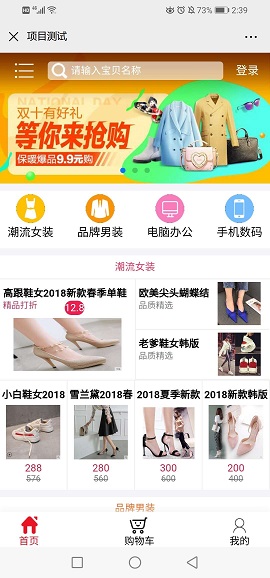 HD 4G 73% 2:39
× 项目测试 ···
请输入宝贝名称 登录
NATIONAL DAY
双十有好礼
等你来抢购
保暖爆品9.9元购>
潮流女装 品牌男装 电脑办公 手机数码
潮流女装
高跟鞋女2018新款春季单鞋
精品打折 12.8
欧美尖头蝴蝶结
品质精选
老爹鞋女韩版
品质精选
小白鞋女2018 雪兰黛2018春 2018夏季新款 2018新款韩版
288 280 300 200
576 560 600 400
品牌男装
首页 购物车 我的